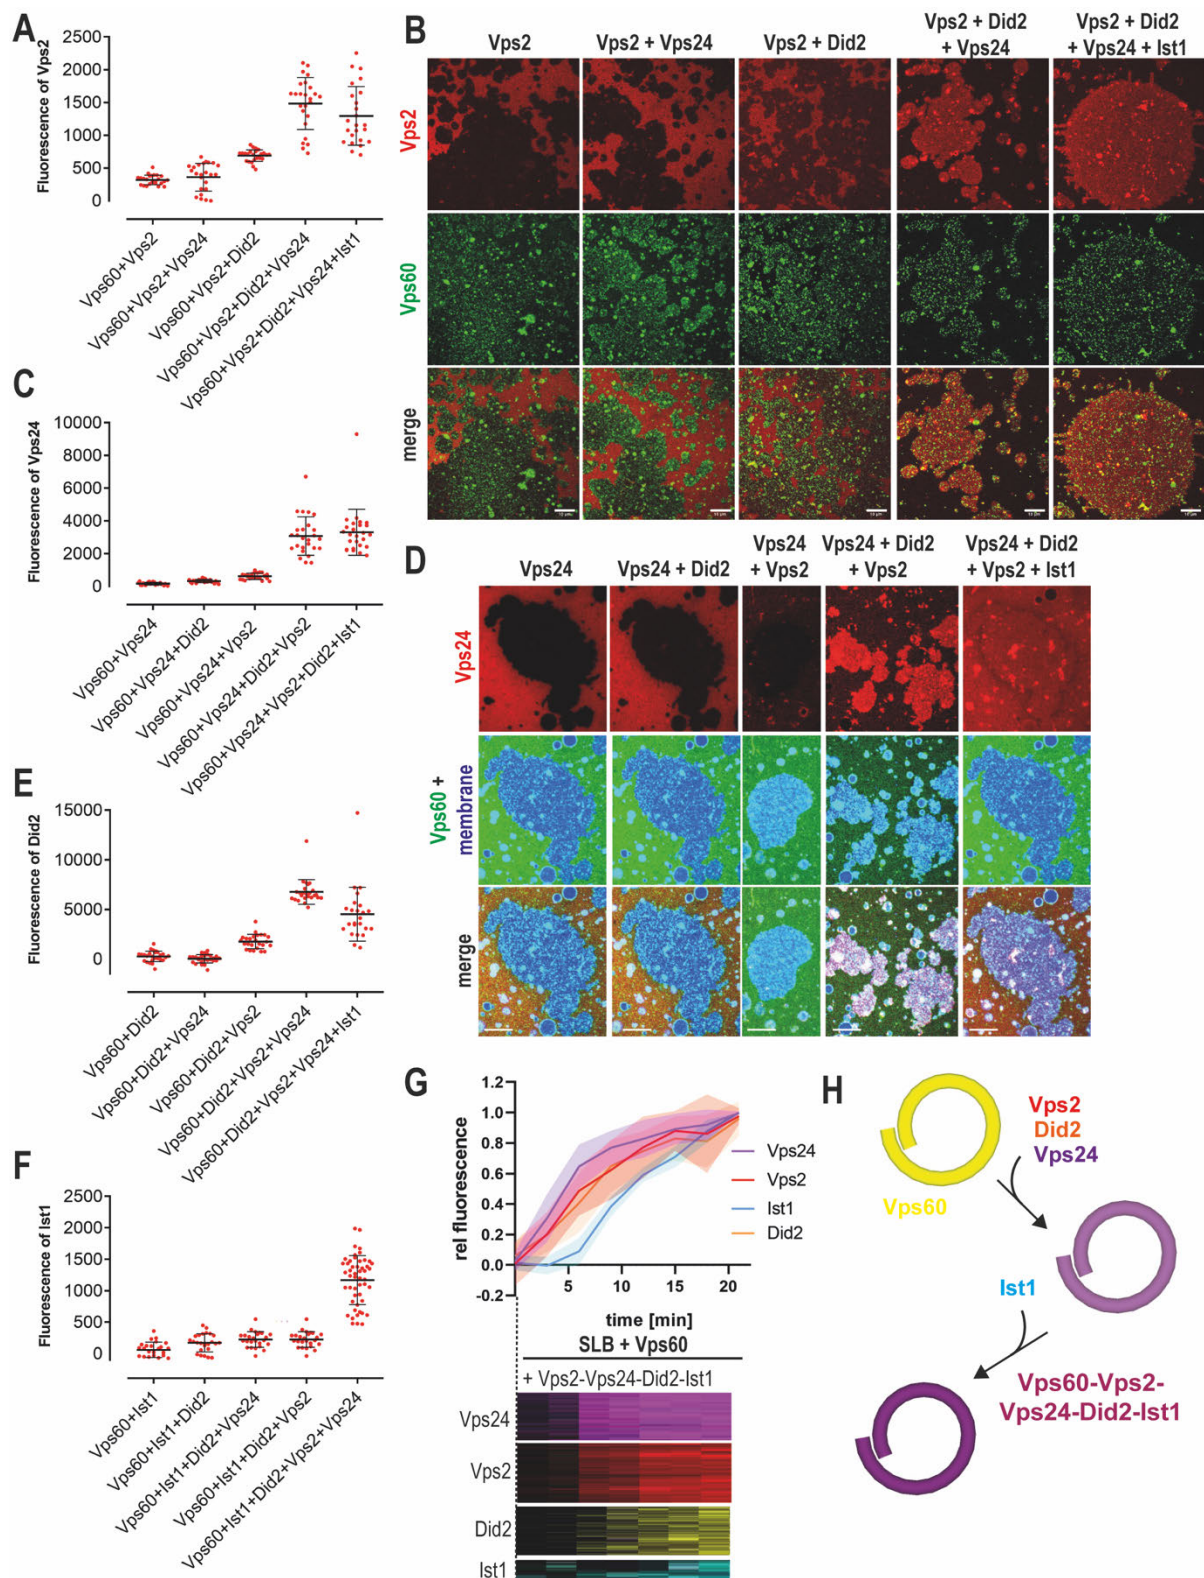 A
Fluorescence of Vps2
2500
2000
1500
1000
500
0
Vps60+Vps2
Vps60+Vps2+Vps24
Vps60+Vps2+Did2
Vps60+Vps2+Did2+Vps24
Vps60+Vps2+Did2+Vps24+Ist1
B
Vps2
Vps2 + Vps24
Vps2 + Did2
Vps2 + Did2
+ Vps24
Vps2 + Did2
+ Vps24 + Ist1
Vps2
Vps60
merge
C
Fluorescence of Vps24
10000
8000
6000
4000
2000
0
Vps60+Vps24
Vps60+Vps24+Did2
Vps60+Vps24+Vps2
Vps60+Vps24+Did2+Vps2
Vps60+Vps24+Vps2+Did2+Ist1
D
Vps24
Vps24 + Did2
Vps24
+ Vps2
Vps24 + Did2
+ Vps2
Vps24 + Did2
+ Vps2 + Ist1
Vps24
Vps60 +
membrane
merge
E
Fluorescence of Did2
15000
10000
5000
0
Vps60+Did2
Vps60+Did2+Vps24
Vps60+Did2+Vps2
Vps60+Did2+Vps2+Vps24
Vps60+Did2+Vps2+Vps24+Ist1
F
Fluorescence of Ist1
2500
2000
1500
1000
500
0
Vps60+Ist1
Vps60+Ist1+Did2
Vps60+Ist1+Did2+Vps24
Vps60+Ist1+Did2+Vps2
Vps60+Ist1+Did2+Vps2+Vps24
G
rel fluorescence
1.2
1.0
0.8
0.6
0.4
0.2
0.0
-0.2
5
10
15
20
time [min]
Vps24
Vps2
Ist1
Did2
SLB + Vps60
+ Vps2-Vps24-Did2-Ist1
Vps24
Vps2
Did2
Ist1
H
Vps2
Did2
Vps24
Vps60
Ist1
Vps60-Vps2-
Vps24-Did2-Ist1